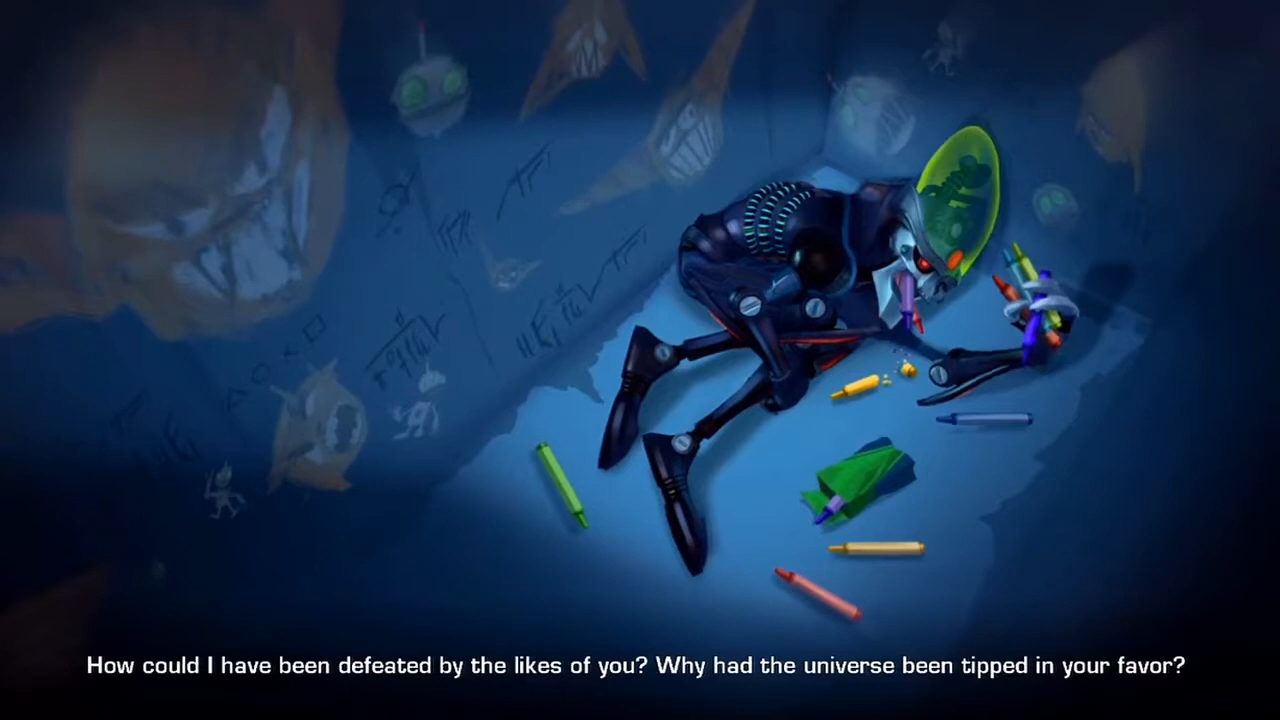 How could I have been defeated by the likes of you? Why had the universe been tipped in your favor?